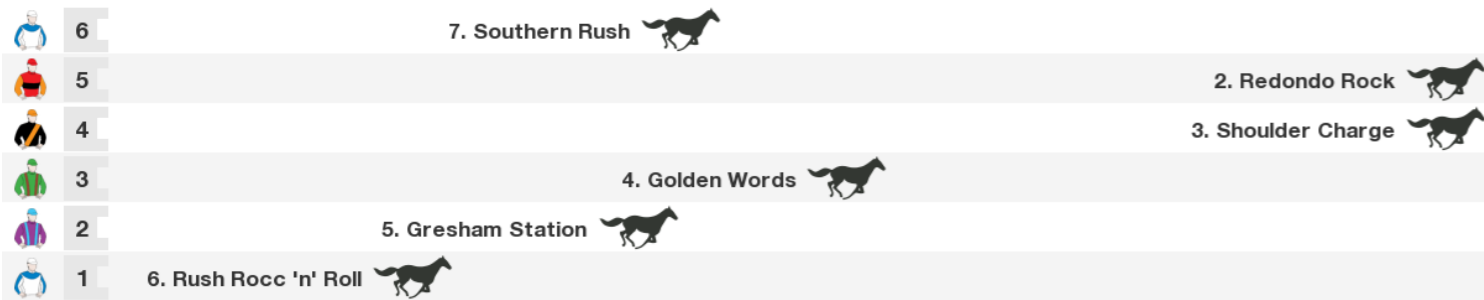 6 7. Southern Rush
5 2. Redondo Rock
4 3. Shoulder Charge
3 4. Golden Words
2 5. Gresham Station
1 6. Rush Rocc 'n' Roll